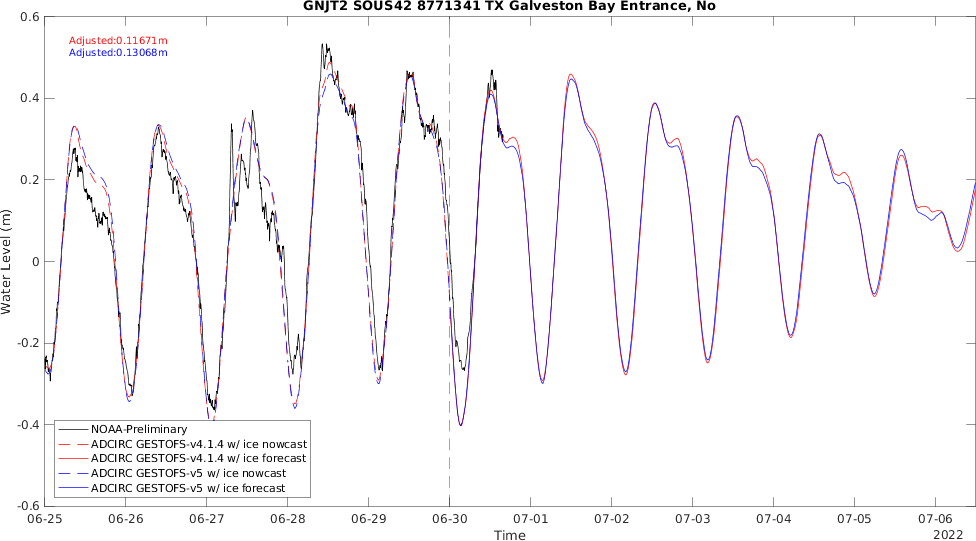 GNJT2 SOUS42 8771341 TX Galveston Bay Entrance, No
Adjusted:0.11671m
Adjusted:0.13068m
Water Level (m)
0.6
0.4
0.2
0
-0.2
-0.4
-0.6
NOAA-Preliminary
ADCIRC GESTOFS-v4.1.4 w/ ice nowcast
ADCIRC GESTOFS-v4.1.4 w/ ice forecast
ADCIRC GESTOFS-v5 w/ ice nowcast
ADCIRC GESTOFS-v5 w/ ice forecast
06-25 06-26 06-27 06-28 06-29 06-30 07-01 07-02 07-03 07-04 07-05 07-06
Time
2022